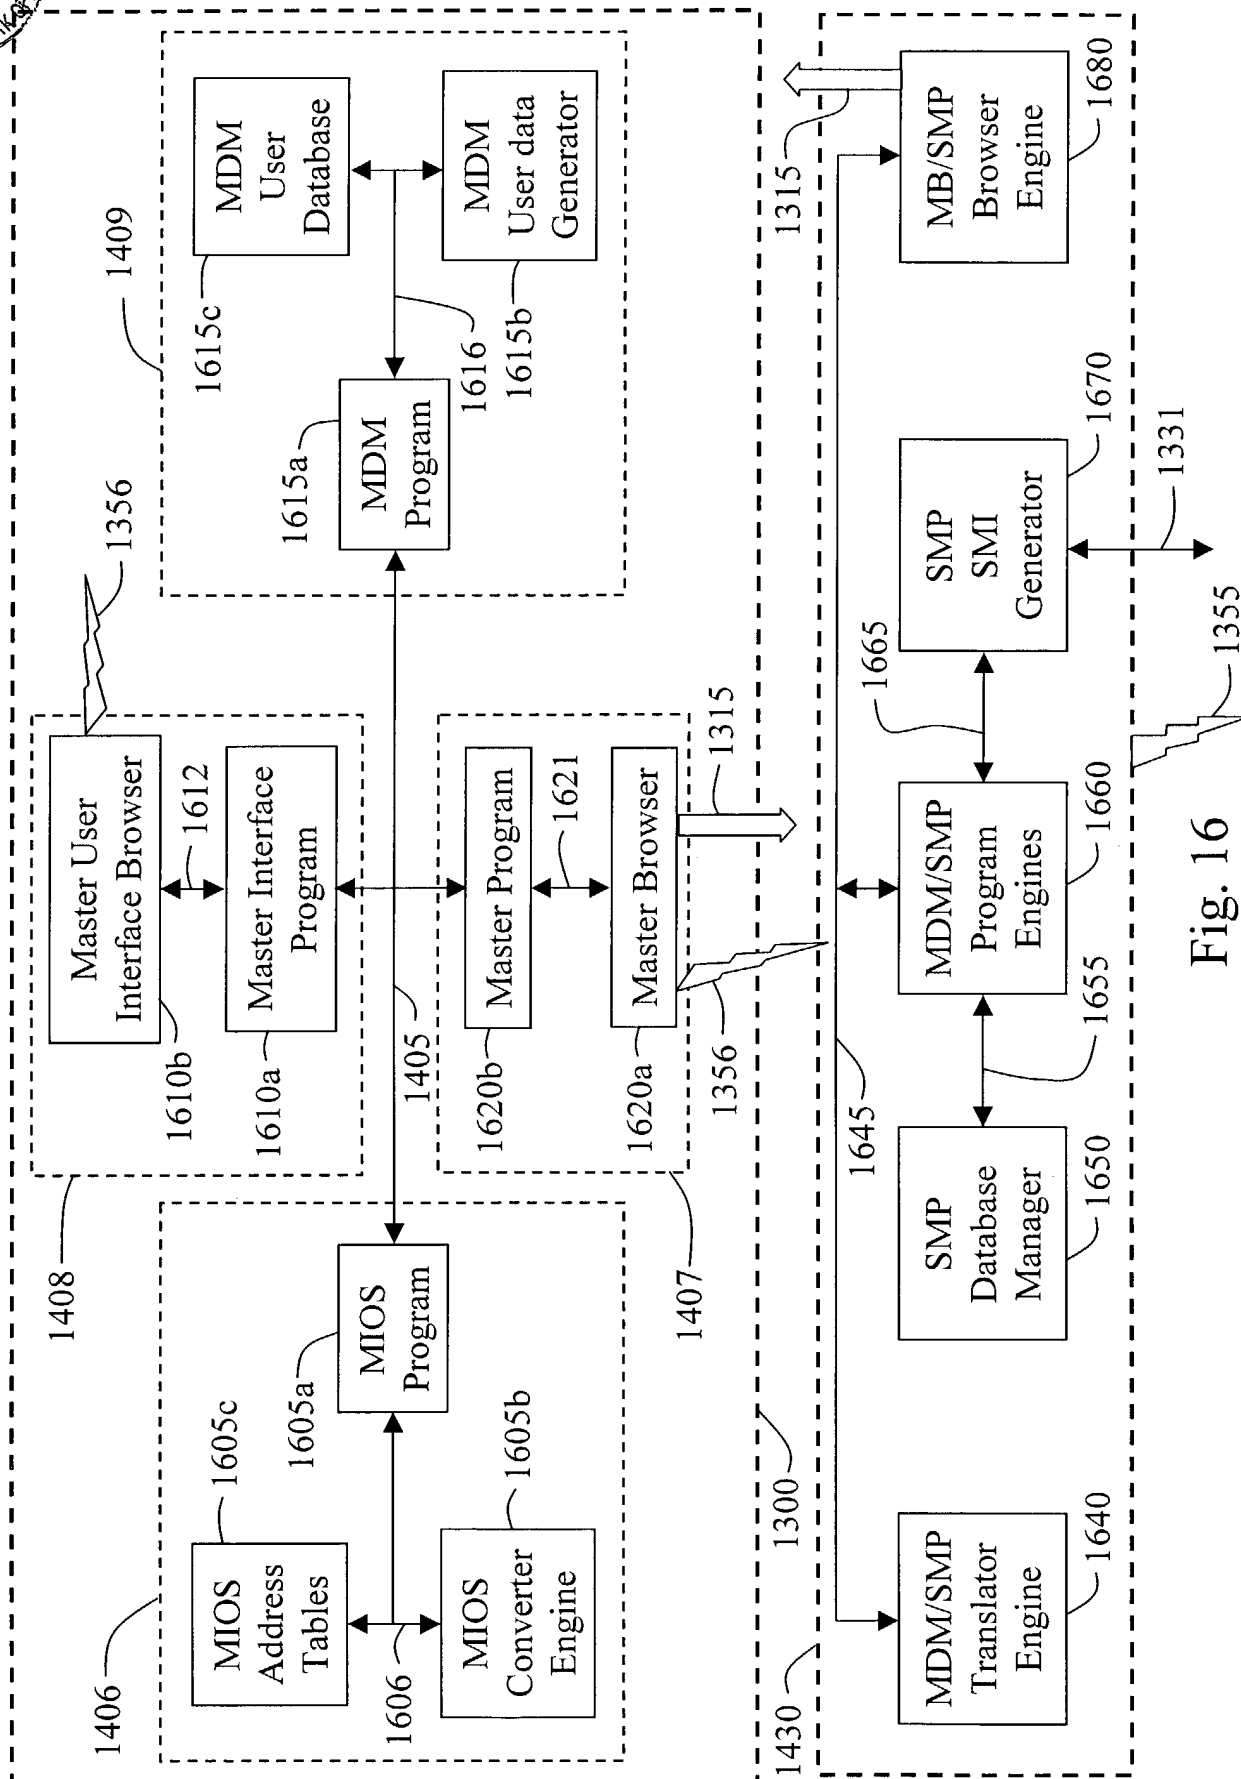 1406
MIOS
Address
Tables
1605c
1606
MIOS
Converter
Engine
1605b
MIOS
Program
1605a
1408
Master User
Interface Browser
1610b
1612
Master Interface
Program
1610a
1356
1405
Master Program
1620b
1621
Master Browser
1620a
1315
1356
1407
1409
MDM
User
Database
1615c
MDM
Program
1615a
1616
MDM
User data
Generator
1615b
1300
1430
MDM/SMP
Translator
Engine
1640
1645
SMP
Database
Manager
1650
1655
MDM/SMP
Program
Engines
1660
1665
SMP
SMI
Generator
1670
1331
1355
MB/SMP
Browser
Engine
1680
1315
Fig. 16